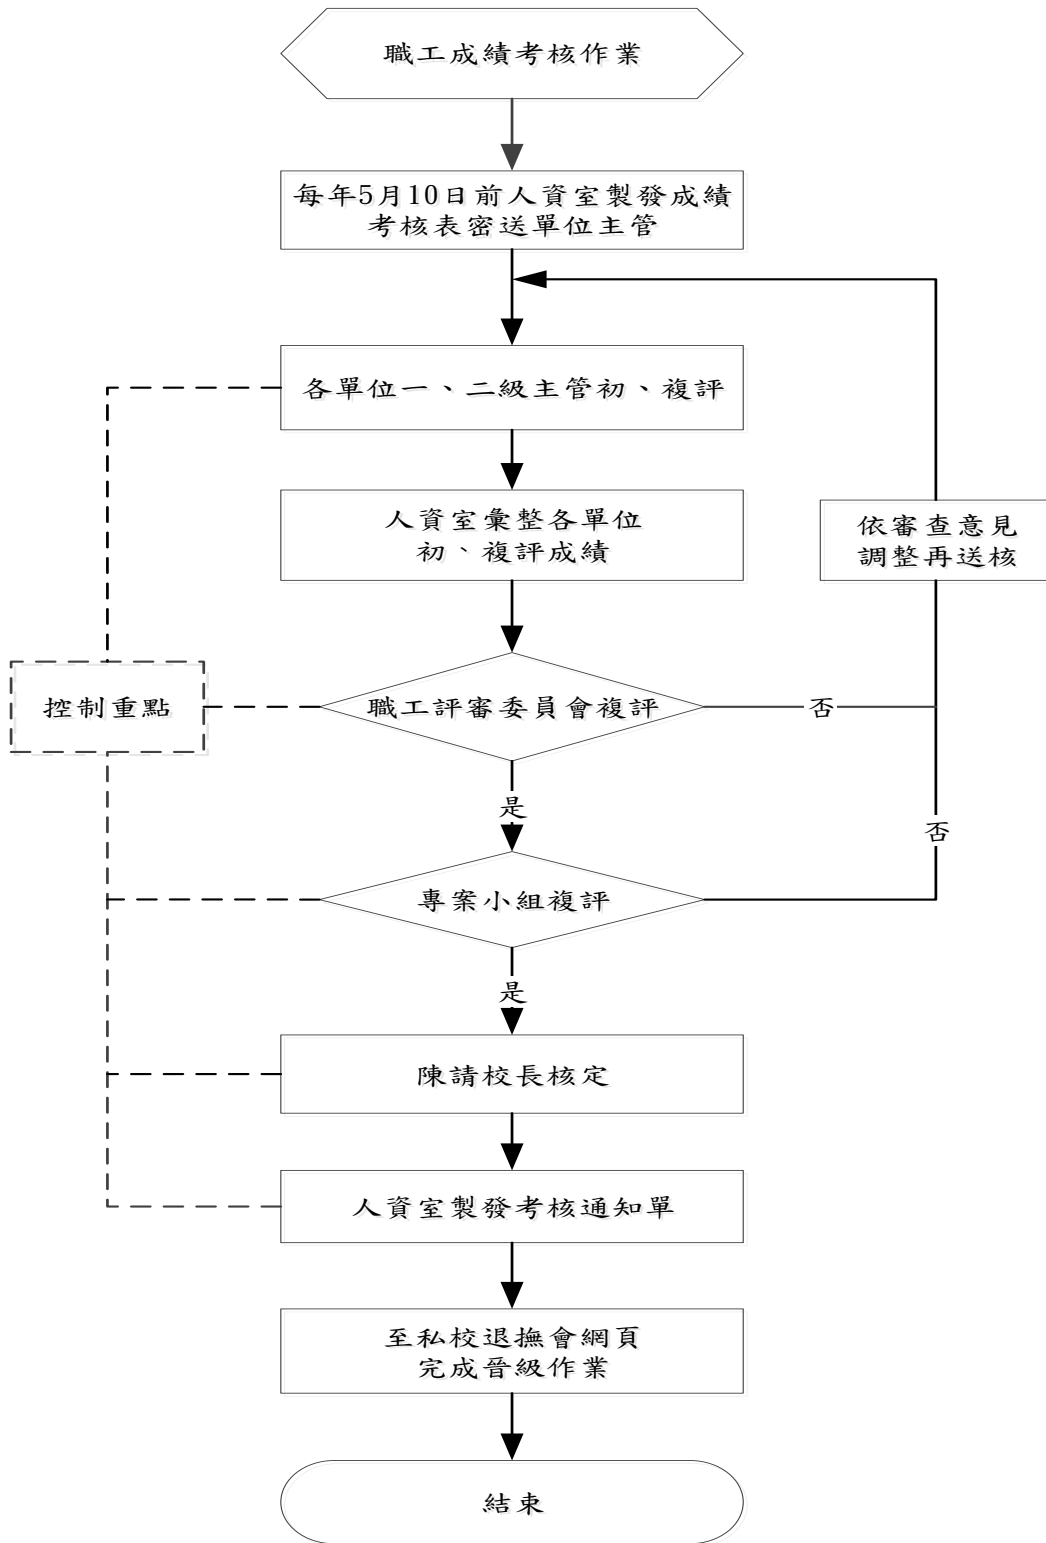 職工成績考核作業
每年5月10日前人資室製發成績
考核表密送單位主管
各單位一、二級主管初、複評
人資室彙整各單位
初、複評成績
依審查意見
調整再送核
控制重點
職工評審委員會複評
否
是
否
專案小組複評
是
陳請校長核定
人資室製發考核通知單
至私校退撫會網頁
完成晉級作業
結束